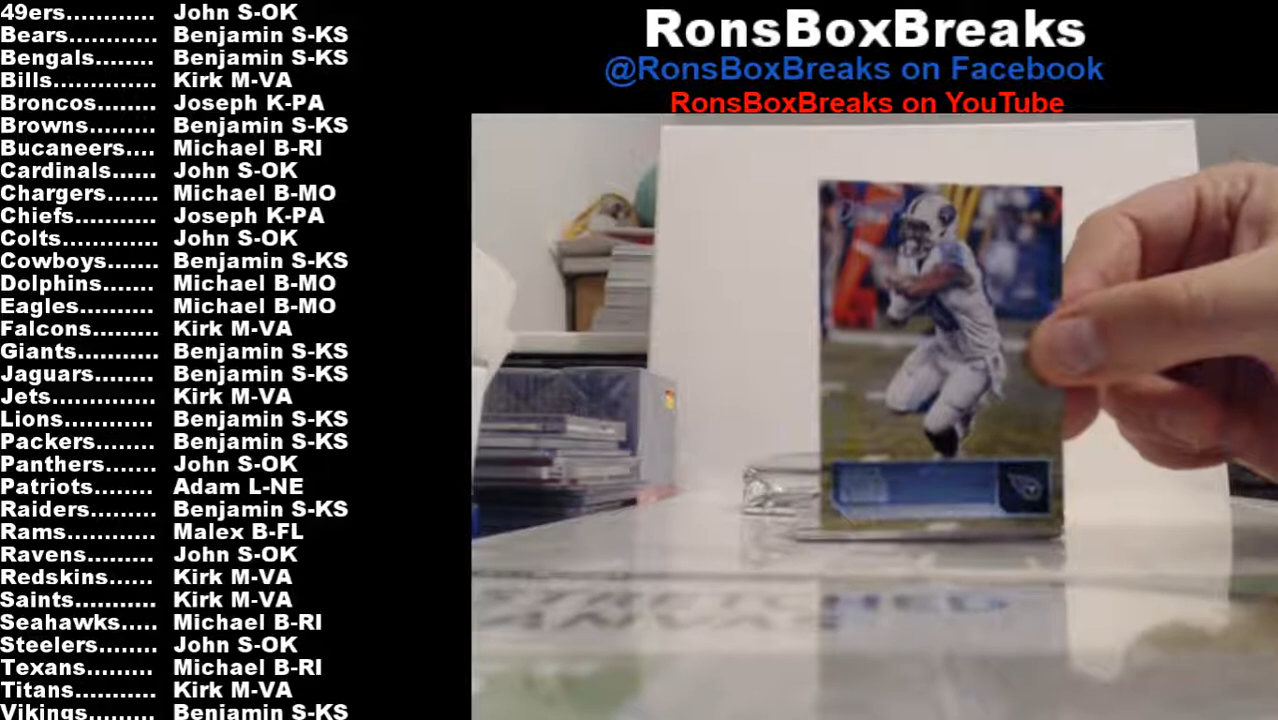 49ers............ John S-OK
Bears............ Benjamin S-KS
Bengals........ Benjamin S-KS
Bills............. Kirk M-VA
Broncos........ Joseph K-PA
Browns......... Benjamin S-KS
Bucaneers.... Michael B-RI
Cardinals...... John S-OK
Chargers....... Michael B-MO
Chiefs........... Joseph K-PA
Colts............. John S-OK
Cowboys....... Benjamin S-KS
Dolphins....... Michael B-MO
Eagles.......... Michael B-MO
Falcons......... Kirk M-VA
Giants........... Benjamin S-KS
Jaguars........ Benjamin S-KS
Jets.............. Kirk M-VA
Lions............. Benjamin S-KS
Packers........ Benjamin S-KS
Panthers....... John S-OK
Patriots........ Adam L-NE
Raiders......... Benjamin S-KS
Rams............ Malex B-FL
Ravens.......... John S-OK
Redskins...... Kirk M-VA
Saints........... Kirk M-VA
Seahawks..... Michael B-RI
Steelers........ John S-OK
Texans......... Michael B-RI
Titans........... Kirk M-VA
Vikings......... Benjamin S-KS
RonsBoxBreaks
@RonsBoxBreaks on Facebook
RonsBoxBreaks on YouTube